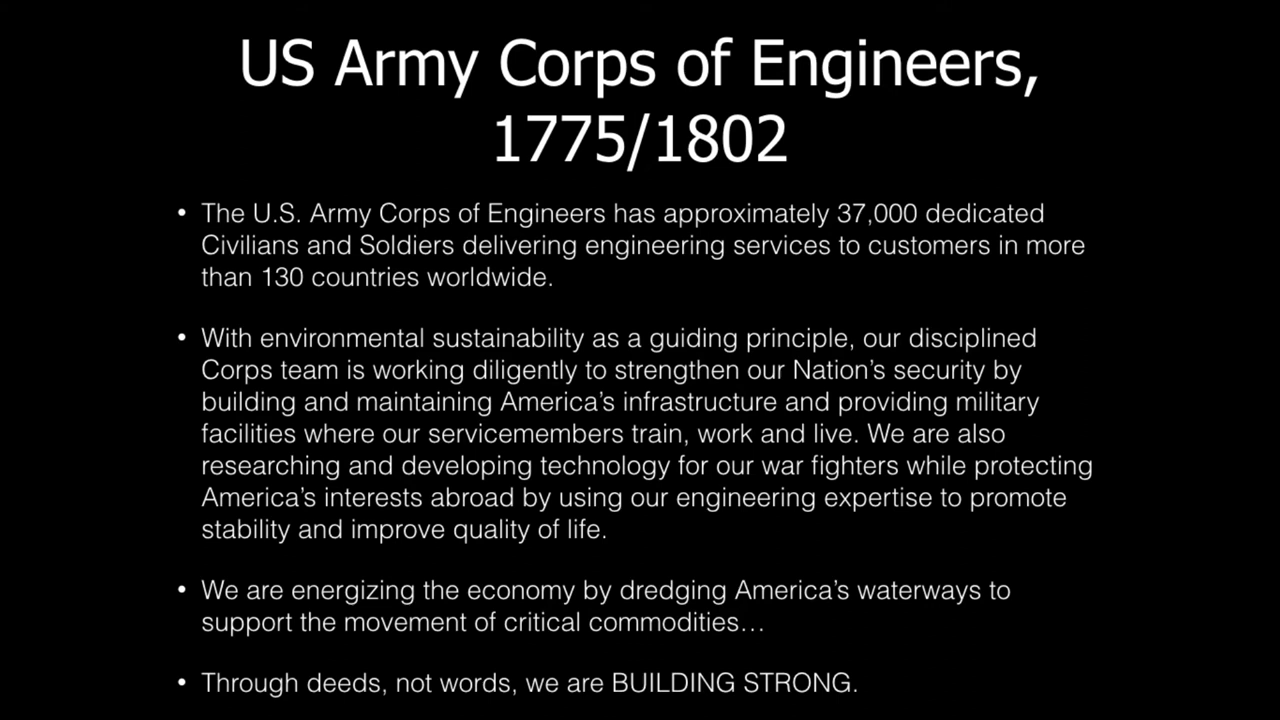 US Army Corps of Engineers,
1775/1802
• The U.S. Army Corps of Engineers has approximately 37,000 dedicated
Civilians and Soldiers delivering engineering services to customers in more
than 130 countries worldwide.
• With environmental sustainability as a guiding principle, our disciplined
Corps team is working diligently to strengthen our Nation’s security by
building and maintaining America’s infrastructure and providing military
facilities where our servicemembers train, work and live. We are also
researching and developing technology for our war fighters while protecting
America’s interests abroad by using our engineering expertise to promote
stability and improve quality of life.
• We are energizing the economy by dredging America’s waterways to
support the movement of critical commodities…
• Through deeds, not words, we are BUILDING STRONG.